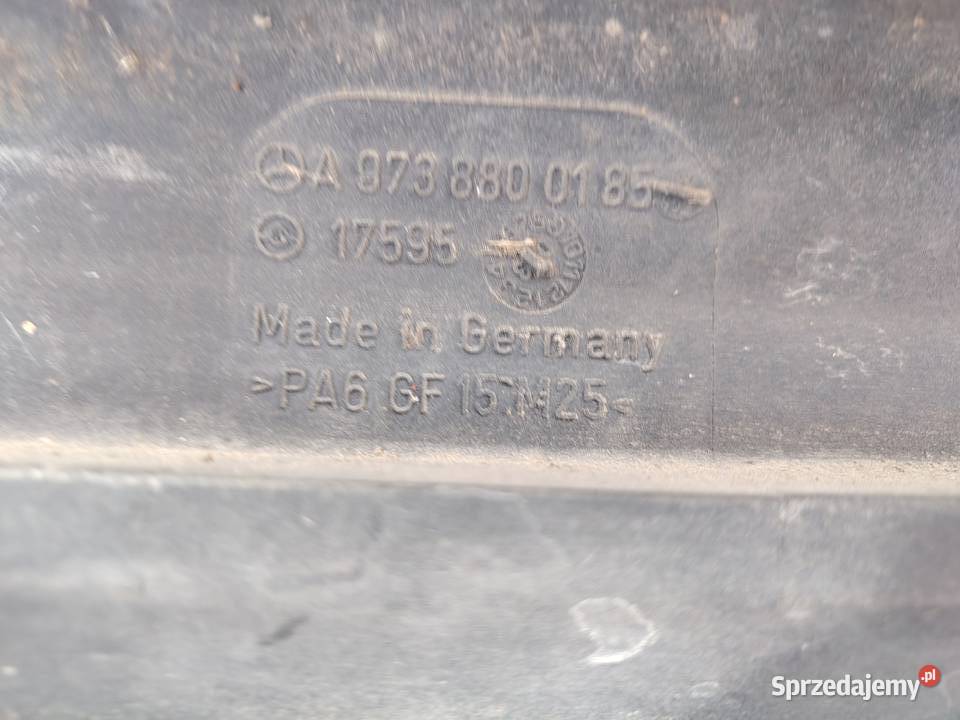 A 973 880 01 85
17595
Made in Germany
>PA6.GF 15.M25<
Sprzedajemy.pl